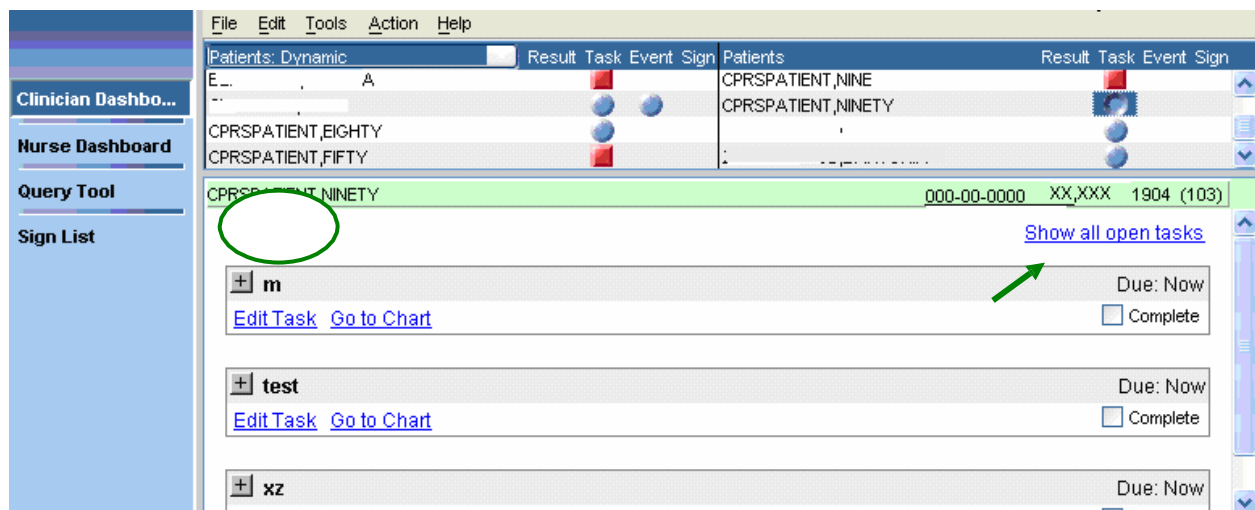 File Edit Tools Action Help
Patients: Dynamic Result Task Event Sign Patients Result Task Event Sign
A CPRSPATIENT,NINE
CPRSPATIENT,NINETY
CPRSPATIENT,EIGHTY
CPRSPATIENT,FIFTY
Clinician Dashbo...
Nurse Dashboard
Query Tool
Sign List
CPRSPATIENT,NINETY 000-00-0000 XX,XXX 1904 (103)
Show all open tasks
m Due: Now
Edit Task Go to Chart Complete
test Due: Now
Edit Task Go to Chart Complete
xz Due: Now